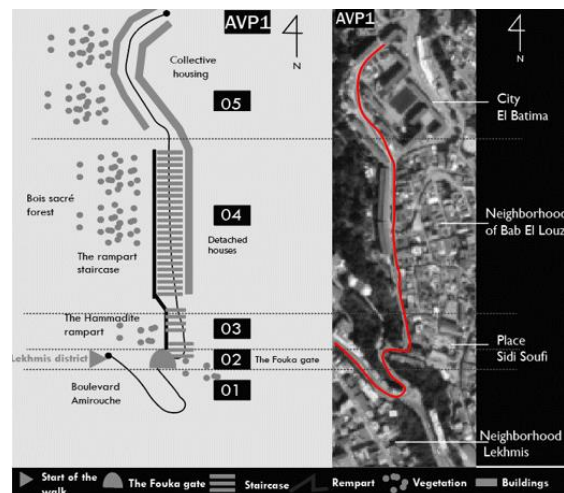 AVP1
N
Collective
housing
05
Bois sacré
forest
04
Detached
houses
The rampart
staircase
The Hammadite
rampart
03
Lekhmis district
02
The Fouka gate
01
Boulevard
Amirouche
AVP1
N
City
El Batima
Neighborhood
of Bab El Louz
Place
Sidi Soufi
Neighborhood
Lekhmis
Start of the
walk
The Fouka gate
Staircase
Rempart
Vegetation
Buildings